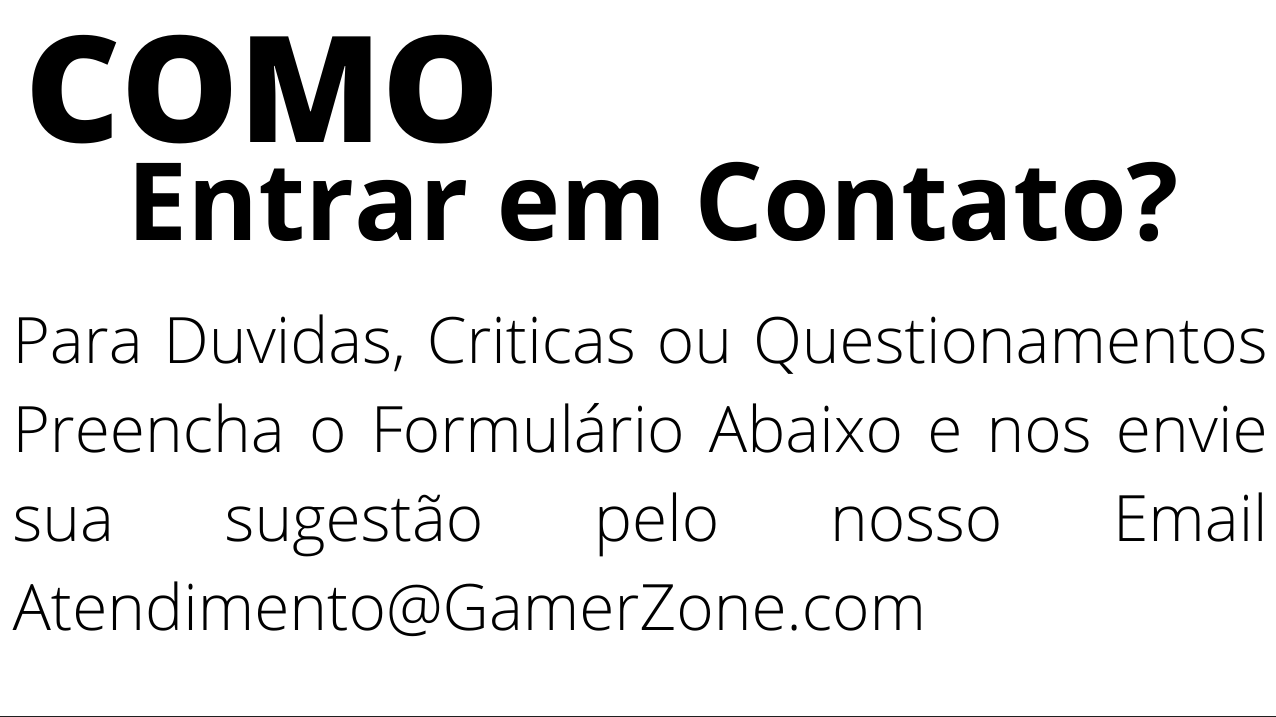 COMO
Entrar em Contato?
Para Duvidas, Criticas ou Questionamentos
Preencha o Formulário Abaixo e nos envie
sua sugestão pelo nosso Email
Atendimento@GamerZone.com